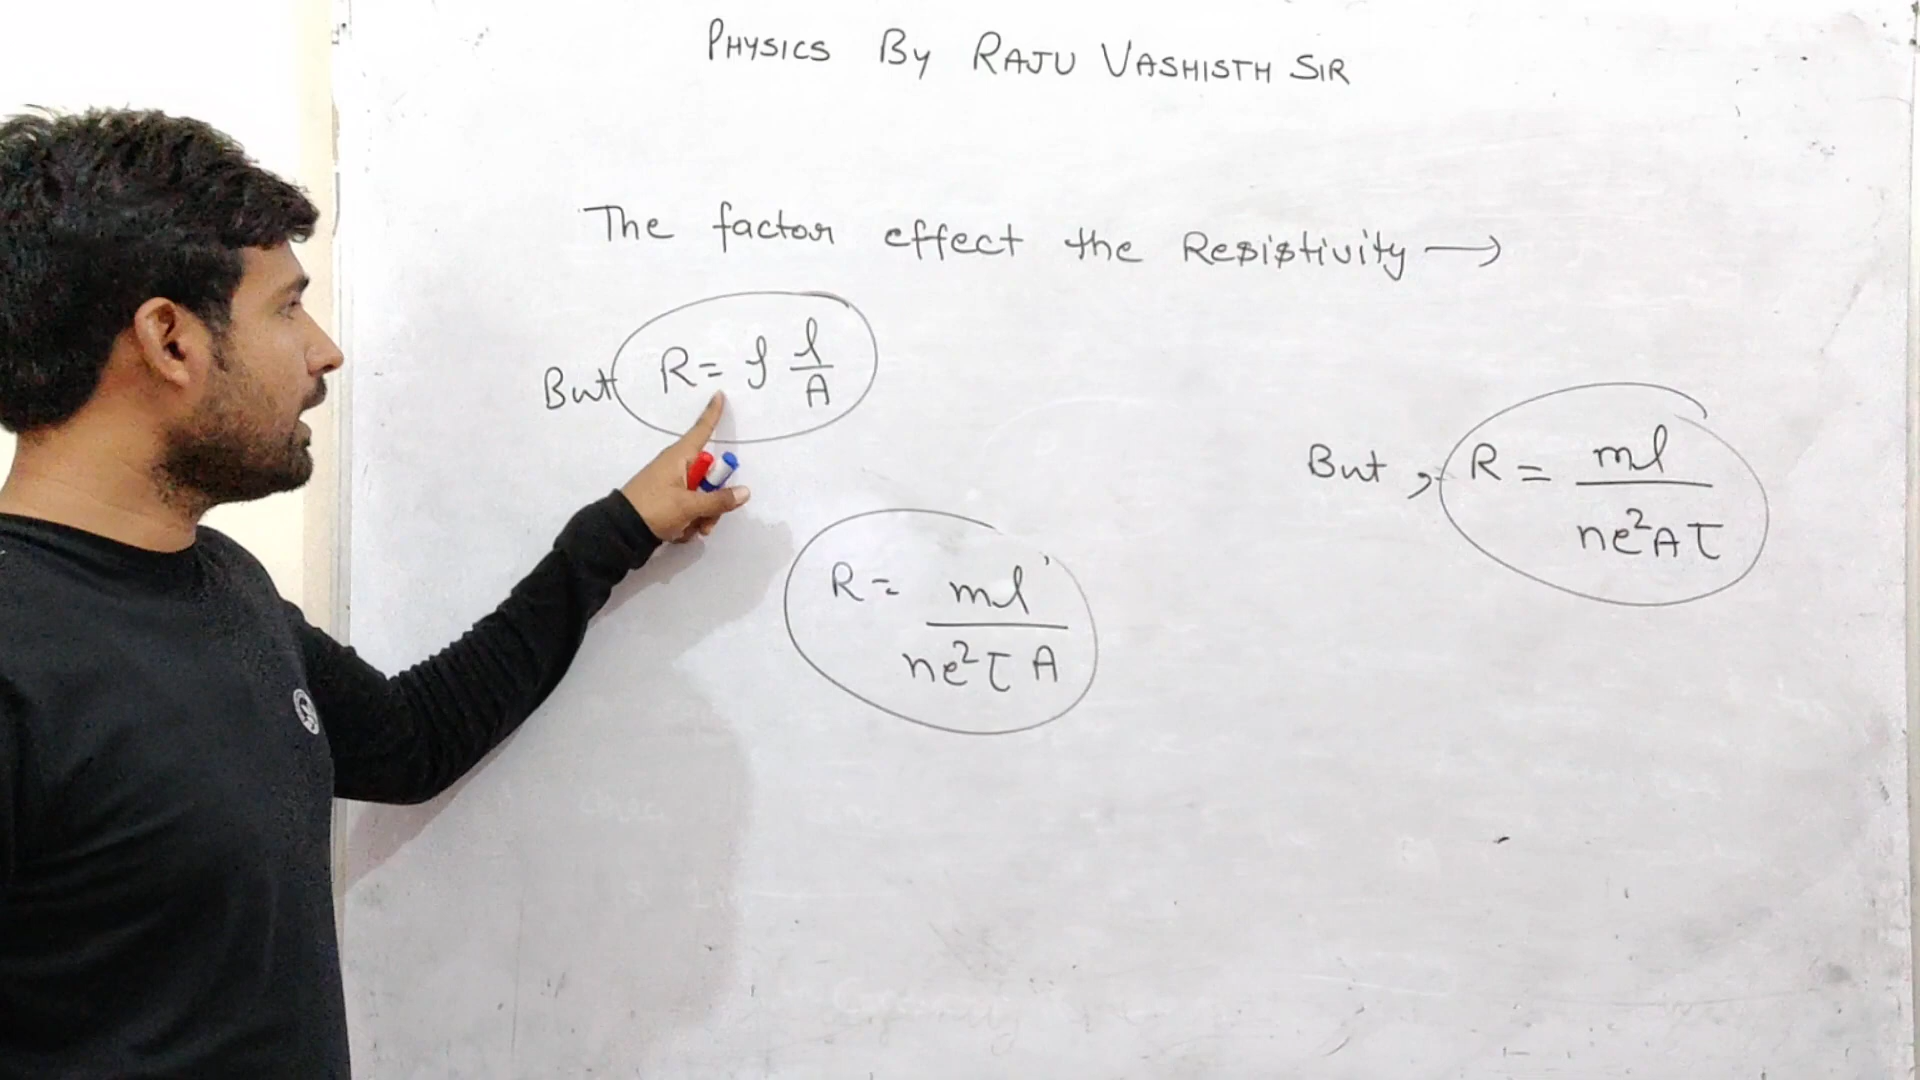 PHYSICS By RAJU VASHISTH SIR
The factor effect the Resistivity →
But R = ρ l/A
But, R = ml/ne²Aτ
R = ml/ne²τA